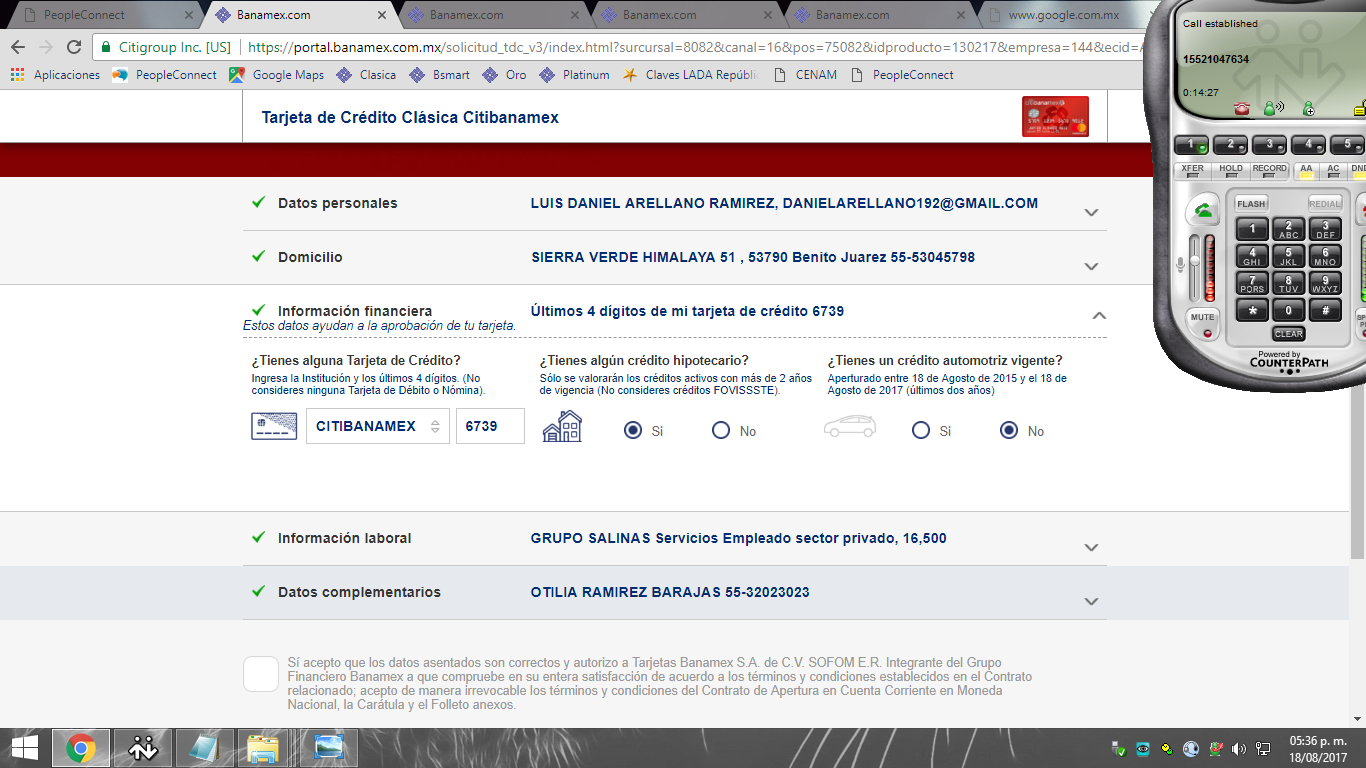 PeopleConnect
Banamex.com
Banamex.com
Banamex.com
Banamex.com
www.google.com.mx
Citigroup Inc. [US]
https://portal.banamex.com.mx/solicitud_tdc_v3/index.html?surcursal=8082&canal=16&pos=75082&idproducto=130217&empresa=144&ecid=
Aplicaciones
PeopleConnect
Google Maps
Clasica
Bsmart
Oro
Platinum
Claves LADA Repúblic
CENAM
PeopleConnect
Call established
15521047634
0:14:27
1 2 3 4 5
XFER HOLD RECORD AA AC DND
FLASH REDIAL
1 2 ABC 3 DEF
4 GHI 5 JKL 6 MNO
7 PQRS 8 TUV 9 WXYZ
* 0 #
MUTE
CLEAR
Powered by
COUNTERPATH
Tarjeta de Crédito Clásica Citibanamex
Datos personales
LUIS DANIEL ARELLANO RAMIREZ, DANIELARELLANO192@GMAIL.COM
Domicilio
SIERRA VERDE HIMALAYA 51 , 53790 Benito Juarez 55-53045798
Información financiera
Últimos 4 dígitos de mi tarjeta de crédito 6739
Estos datos ayudan a la aprobación de tu tarjeta.
¿Tienes alguna Tarjeta de Crédito?
Ingresa la Institución y los últimos 4 dígitos. (No
consideres ninguna Tarjeta de Débito o Nómina).
CITIBANAMEX
6739
¿Tienes algún crédito hipotecario?
Sólo se valorarán los créditos activos con más de 2 años
de vigencia (No consideres créditos FOVISSSTE).
Si
No
¿Tienes un crédito automotriz vigente?
Aperturado entre 18 de Agosto de 2015 y el 18 de
Agosto de 2017 (últimos dos años)
Si
No
Información laboral
GRUPO SALINAS Servicios Empleado sector privado, 16,500
Datos complementarios
OTILIA RAMIREZ BARAJAS 55-32023023
Sí acepto que los datos asentados son correctos y autorizo a Tarjetas Banamex S.A. de C.V. SOFOM E.R. Integrante del Grupo
Financiero Banamex a que compruebe en su entera satisfacción de acuerdo a los términos y condiciones establecidos en el Contrato
relacionado; acepto de manera irrevocable los términos y condiciones del Contrato de Apertura en Cuenta Corriente en Moneda
Nacional, la Carátula y el Folleto anexos.
05:36 p. m.
18/08/2017